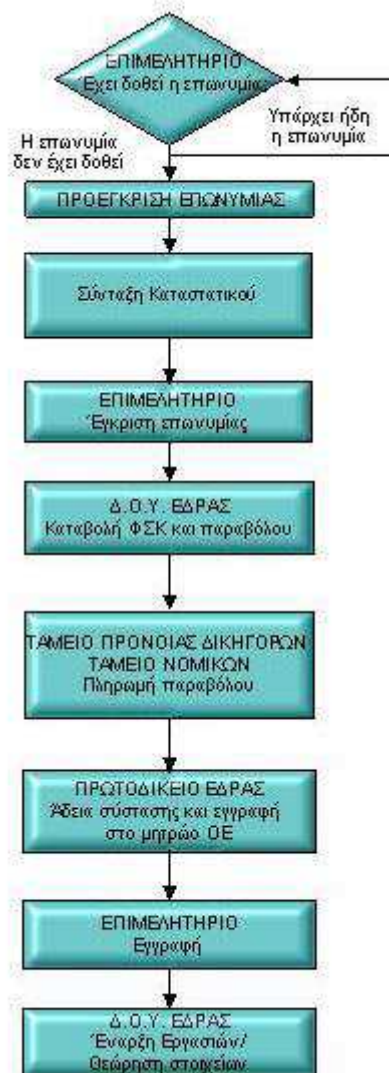 ΕΠΙΜΕΛΗΤΗΡΙΟ
Έχει δοθεί η επωνυμία;
Υπάρχει ήδη
η επωνυμία
Η επωνυμία
δεν έχει δοθεί
ΠΡΟΕΓΚΡΙΣΗ ΕΠΩΝΥΜΙΑΣ
Σύνταξη Καταστατικού
ΕΠΙΜΕΛΗΤΗΡΙΟ
Έγκριση επωνυμίας
Δ.Ο.Υ. ΕΔΡΑΣ
Καταβολή ΦΣΚ και παραβόλου
ΤΑΜΕΙΟ ΠΡΟΝΟΙΑΣ ΔΙΚΗΓΟΡΩΝ
ΤΑΜΕΙΟ ΝΟΜΙΚΩΝ
Πληρωμή παραβόλου
ΠΡΩΤΟΔΙΚΕΙΟ ΕΔΡΑΣ
Άδεια σύστασης και εγγραφή
στο μητρώο ΟΕ
ΕΠΙΜΕΛΗΤΗΡΙΟ
Εγγραφή
Δ.Ο.Υ. ΕΔΡΑΣ
Έναρξη Εργασιών/
Θεώρηση στοιχείων